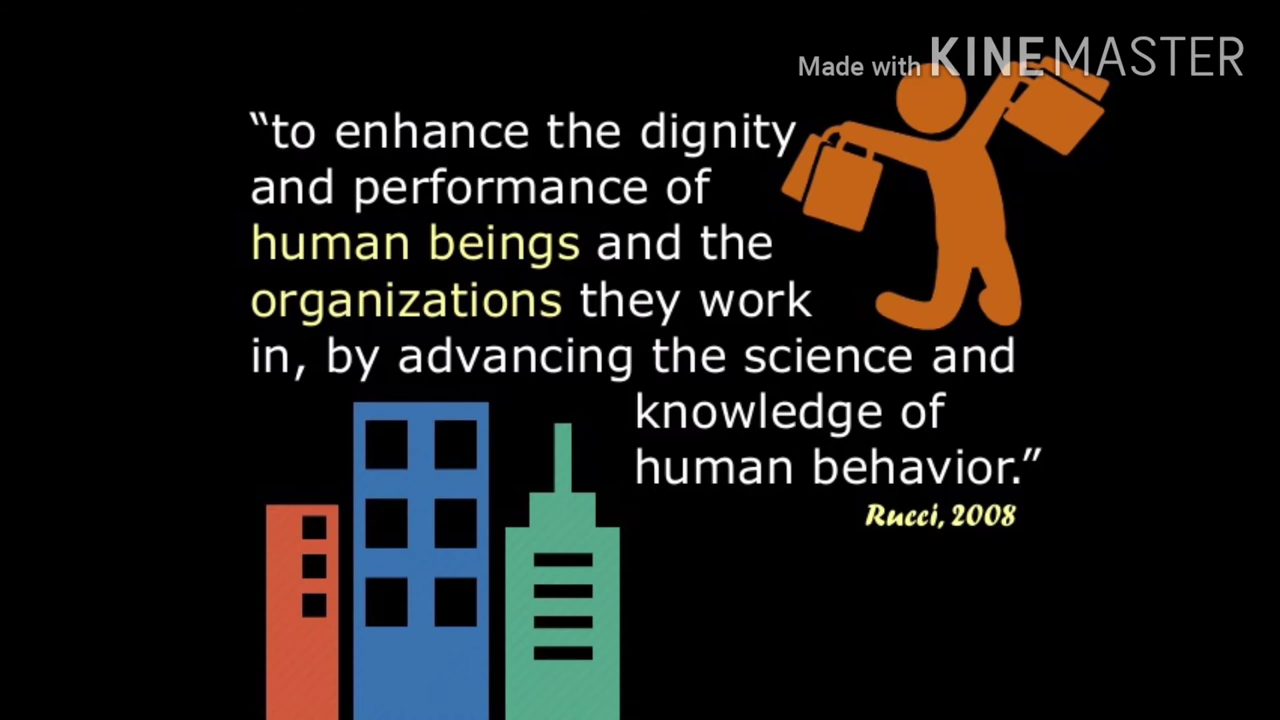 Made with KINEMASTER
“to enhance the dignity
and performance of
human beings and the
organizations they work
in, by advancing the science and
knowledge of
human behavior.”
Rucci, 2008